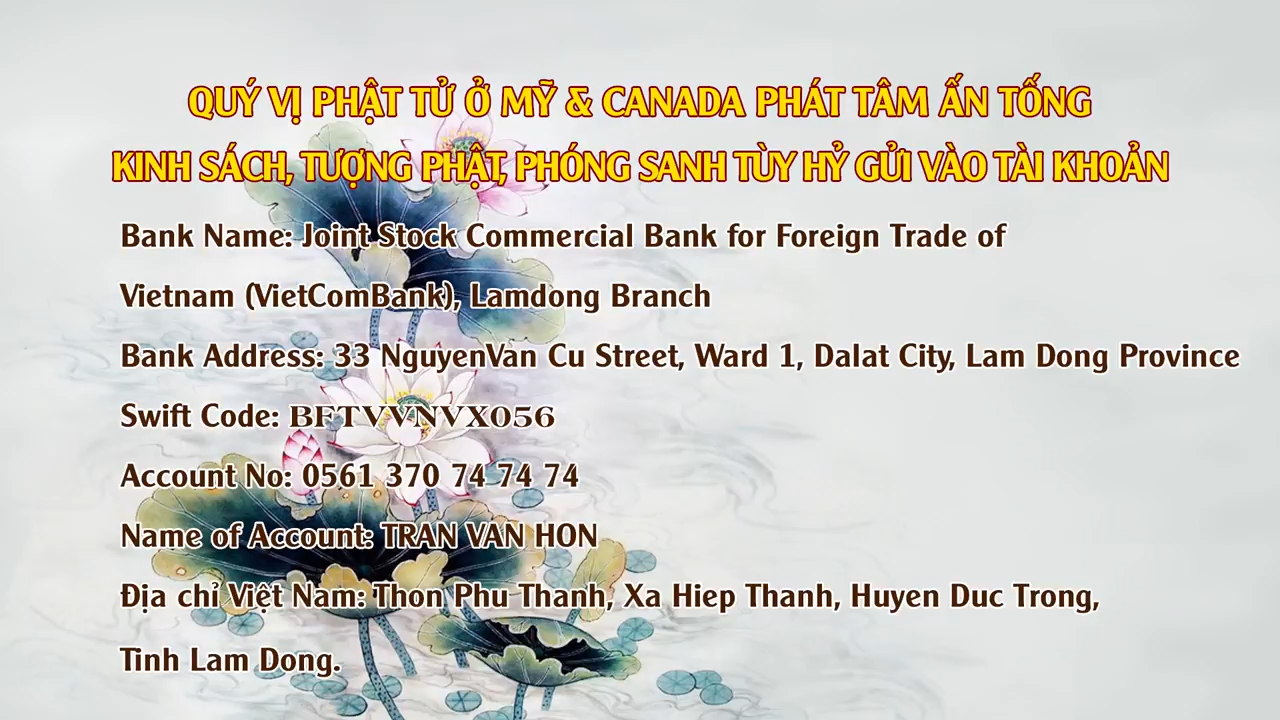 QUÝ VỊ PHẬT TỬ Ở MỸ & CANADA PHÁT TÂM ẤN TỐNG
KINH SÁCH, TƯỢNG PHẬT, PHÓNG SANH TÙY HỶ GỬI VÀO TÀI KHOẢN
Bank Name: Joint Stock Commercial Bank for Foreign Trade of
Vietnam (VietComBank), Lamdong Branch
Bank Address: 33 NguyenVan Cu Street, Ward 1, Dalat City, Lam Dong Province
Swift Code: BFTVVNVX056
Account No: 0561 370 74 74 74
Name of Account: TRAN VAN HON
Địa chỉ Việt Nam: Thon Phu Thanh, Xa Hiep Thanh, Huyen Duc Trong,
Tinh Lam Dong.